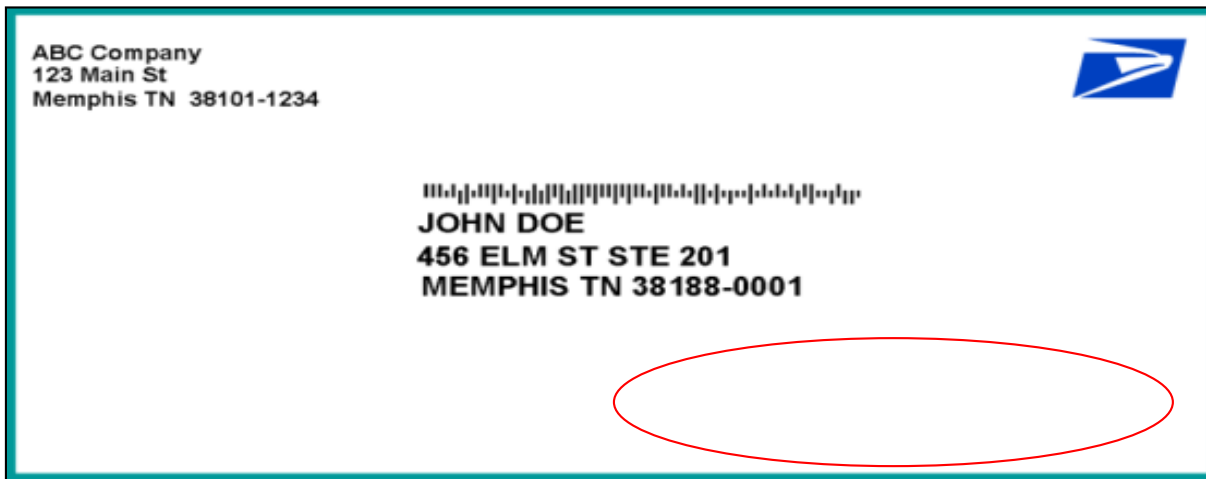 ABC Company
123 Main St
Memphis TN 38101-1234
JOHN DOE
456 ELM ST STE 201
MEMPHIS TN 38188-0001